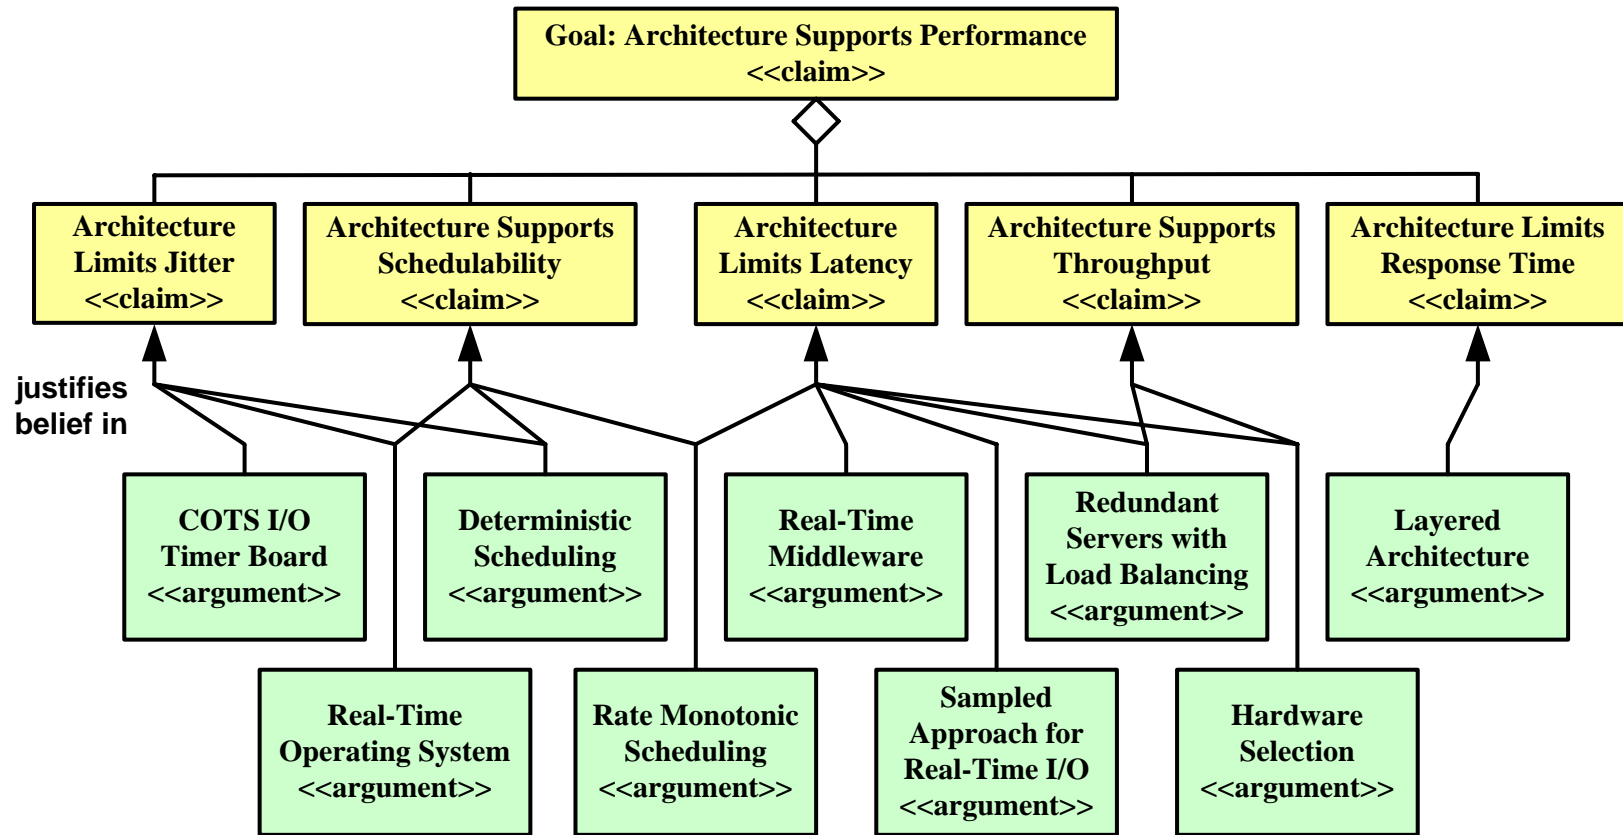 Goal: Architecture Supports Performance
<<claim>>
Architecture
Limits Jitter
<<claim>>
Architecture Supports
Schedulability
<<claim>>
Architecture
Limits Latency
<<claim>>
Architecture Supports
Throughput
<<claim>>
Architecture Limits
Response Time
<<claim>>
justifies
belief in
COTS I/O
Timer Board
<<argument>>
Deterministic
Scheduling
<<argument>>
Real-Time
Middleware
<<argument>>
Redundant
Servers with
Load Balancing
<<argument>>
Layered
Architecture
<<argument>>
Real-Time
Operating System
<<argument>>
Rate Monotonic
Scheduling
<<argument>>
Sampled
Approach for
Real-Time I/O
<<argument>>
Hardware
Selection
<<argument>>